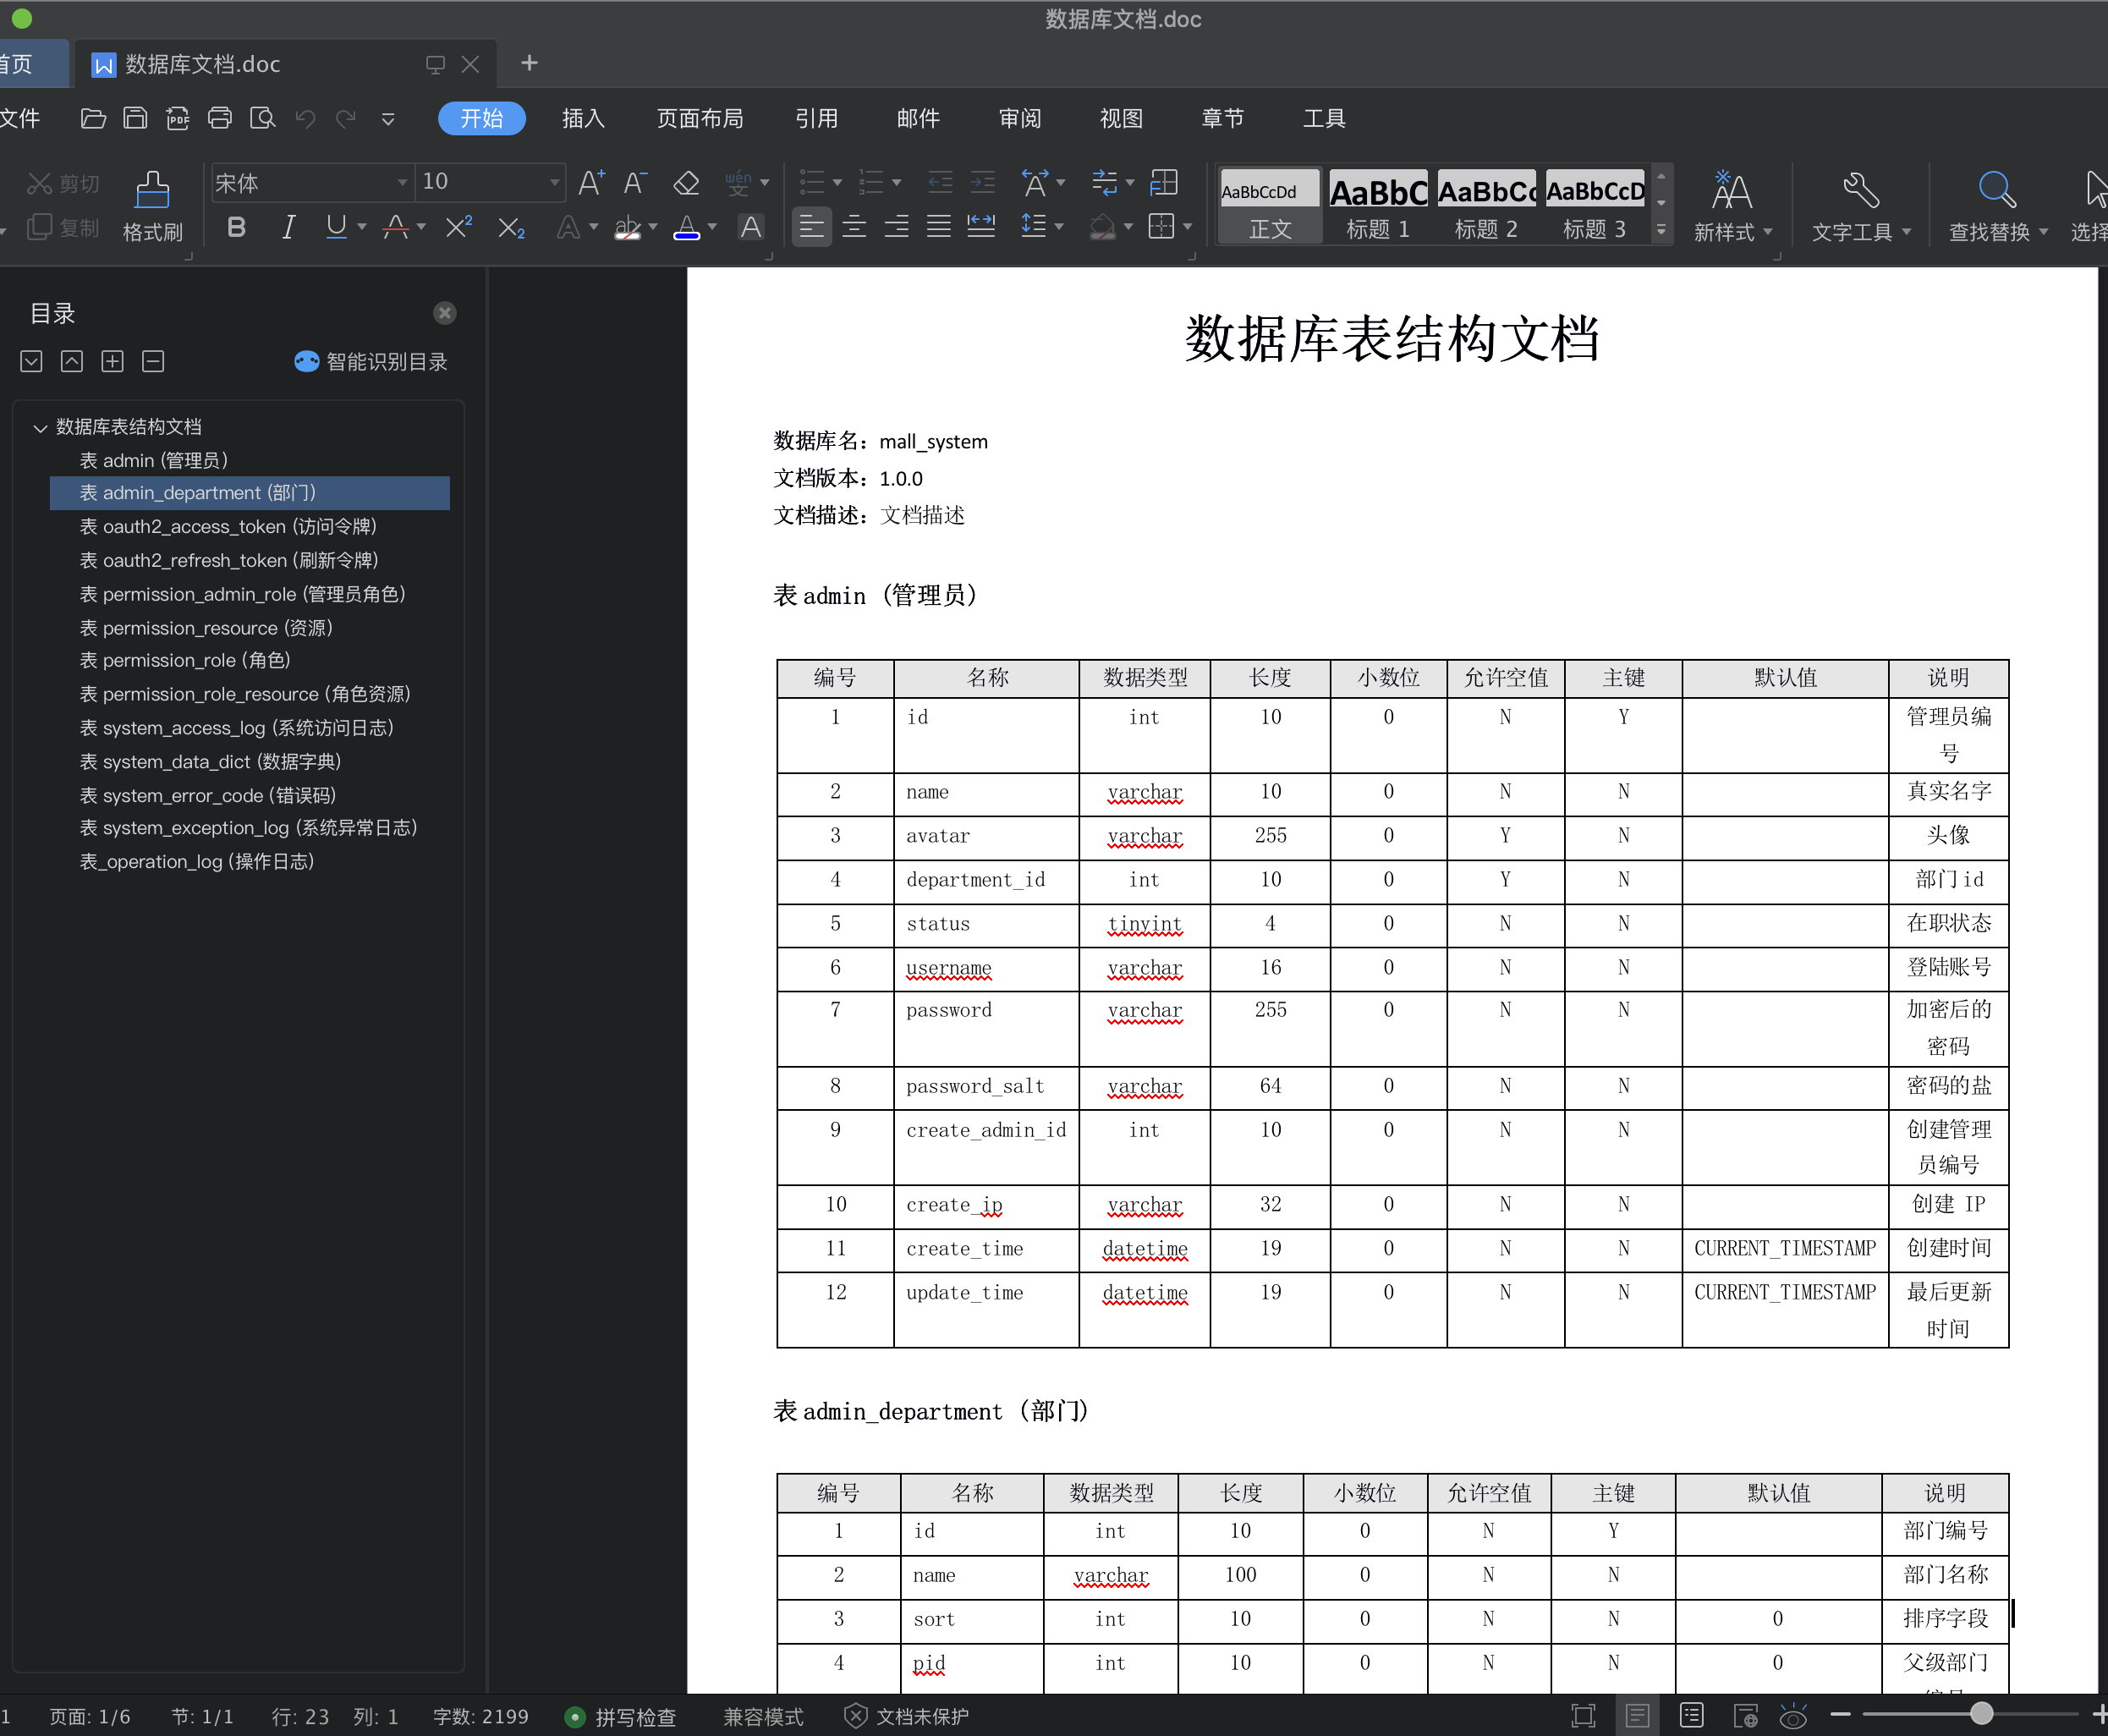 数据库文档.doc
首页
数据库文档.doc
文件
开始 插入 页面布局 引用 邮件 审阅 视图 章节 工具
剪切
复制
格式刷
宋体 10
AaBbCcDd AaBbC AaBbCc AaBbCcD
正文 标题 1 标题 2 标题 3
新样式 文字工具 查找替换 选择
目录
智能识别目录
数据库表结构文档
表 admin (管理员)
表 admin_department (部门)
表 oauth2_access_token (访问令牌)
表 oauth2_refresh_token (刷新令牌)
表 permission_admin_role (管理员角色)
表 permission_resource (资源)
表 permission_role (角色)
表 permission_role_resource (角色资源)
表 system_access_log (系统访问日志)
表 system_data_dict (数据字典)
表 system_error_code (错误码)
表 system_exception_log (系统异常日志)
表_operation_log (操作日志)
数据库表结构文档
数据库名：mall_system
文档版本：1.0.0
文档描述：文档描述
表 admin (管理员)
编号 名称 数据类型 长度 小数位 允许空值 主键 默认值 说明
1 id int 10 0 N Y 管理员编号
2 name varchar 10 0 N N 真实名字
3 avatar varchar 255 0 Y N 头像
4 department_id int 10 0 Y N 部门 id
5 status tinyint 4 0 N N 在职状态
6 username varchar 16 0 N N 登陆账号
7 password varchar 255 0 N N 加密后的密码
8 password_salt varchar 64 0 N N 密码的盐
9 create_admin_id int 10 0 N N 创建管理员编号
10 create_ip varchar 32 0 N N 创建 IP
11 create_time datetime 19 0 N N CURRENT_TIMESTAMP 创建时间
12 update_time datetime 19 0 N N CURRENT_TIMESTAMP 最后更新时间
表 admin_department (部门)
编号 名称 数据类型 长度 小数位 允许空值 主键 默认值 说明
1 id int 10 0 N Y 部门编号
2 name varchar 100 0 N N 部门名称
3 sort int 10 0 N N 0 排序字段
4 pid int 10 0 N N 0 父级部门
1 页面: 1/6 节: 1/1 行: 23 列: 1 字数: 2199 拼写检查 兼容模式 文档未保护